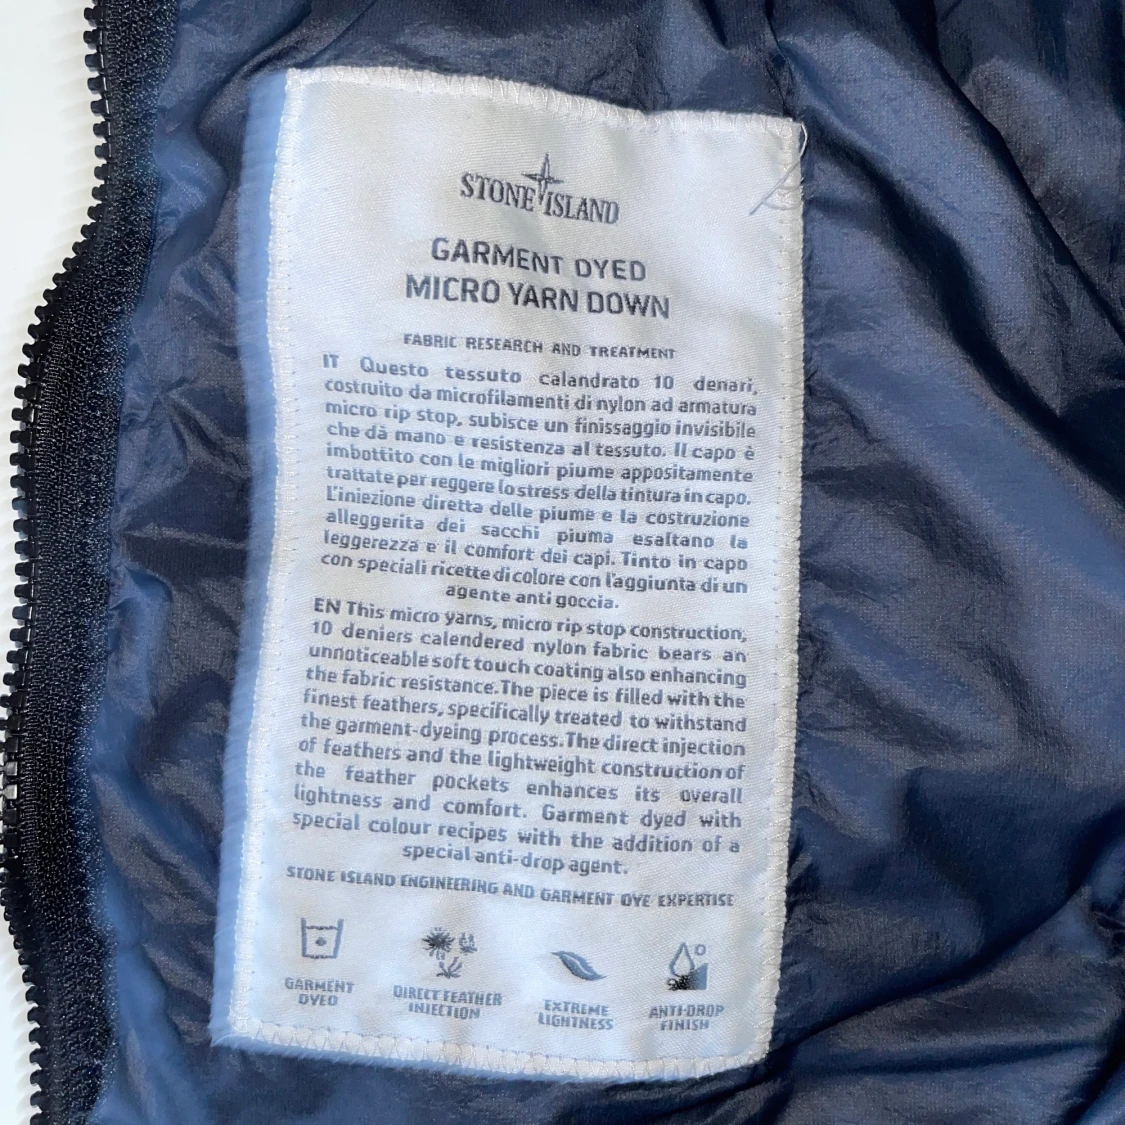 STONE ISLAND
GARMENT DYED
MICRO YARN DOWN
FABRIC RESEARCH AND TREATMENT
IT Questo tessuto calandrato 10 denari,
costruito da microfilamenti di nylon ad armatura
micro rip stop, subisce un finissaggio invisibile
che dà mano e resistenza al tessuto. Il capo è
imbottito con le migliori piume appositamente
trattate per reggere lo stress della tintura in capo.
L'iniezione diretta delle piume e la costruzione
alleggerita dei sacchi piuma esaltano la
leggerezza e il comfort dei capi. Tinto in capo
con speciali ricette di colore con l'aggiunta di un
agente anti goccia.
EN This micro yarns, micro rip stop construction,
10 deniers calendered nylon fabric bears an
unnoticeable soft touch coating also enhancing
the fabric resistance. The piece is filled with the
finest feathers, specifically treated to withstand
the garment-dyeing process. The direct injection
of feathers and the lightweight construction of
the feather pockets enhances its overall
lightness and comfort. Garment dyed with
special colour recipes with the addition of a
special anti-drop agent.
STONE ISLAND ENGINEERING AND GARMENT DYE EXPERTISE
GARMENT
DYED
DIRECT FEATHER
INJECTION
EXTREME
LIGHTNESS
ANTI-DROP
FINISH